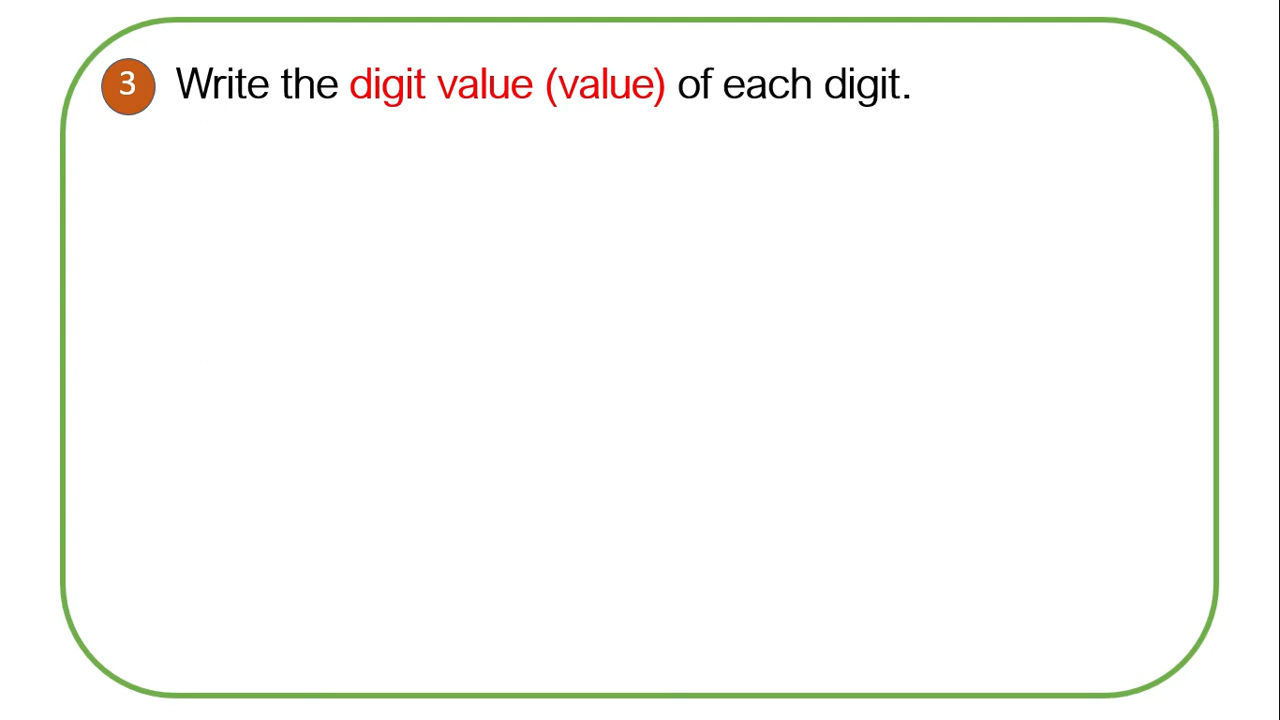 3 Write the digit value (value) of each digit.